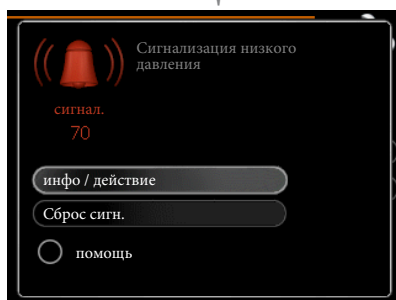 Сигнализация низкого
давления
сигнал.
70
инфо / действие
Сброс сигн.
помощь